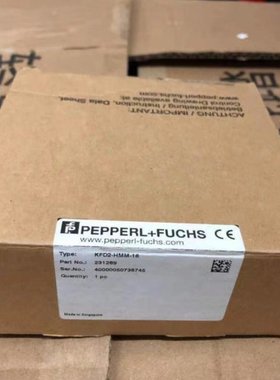 ACHTUNG / IMPORTANT:
Betriebsanleitung, Data Sheet,
Control Drawing available at:
www.pepperl-fuchs.com
PEPPERL+FUCHS CE
www.pepperl-fuchs.com
Type: KFD2-HMM-16
Part No.: 231269
Ser.No.: 40000050738745
Quantity: 1 pc
Made in Singapore